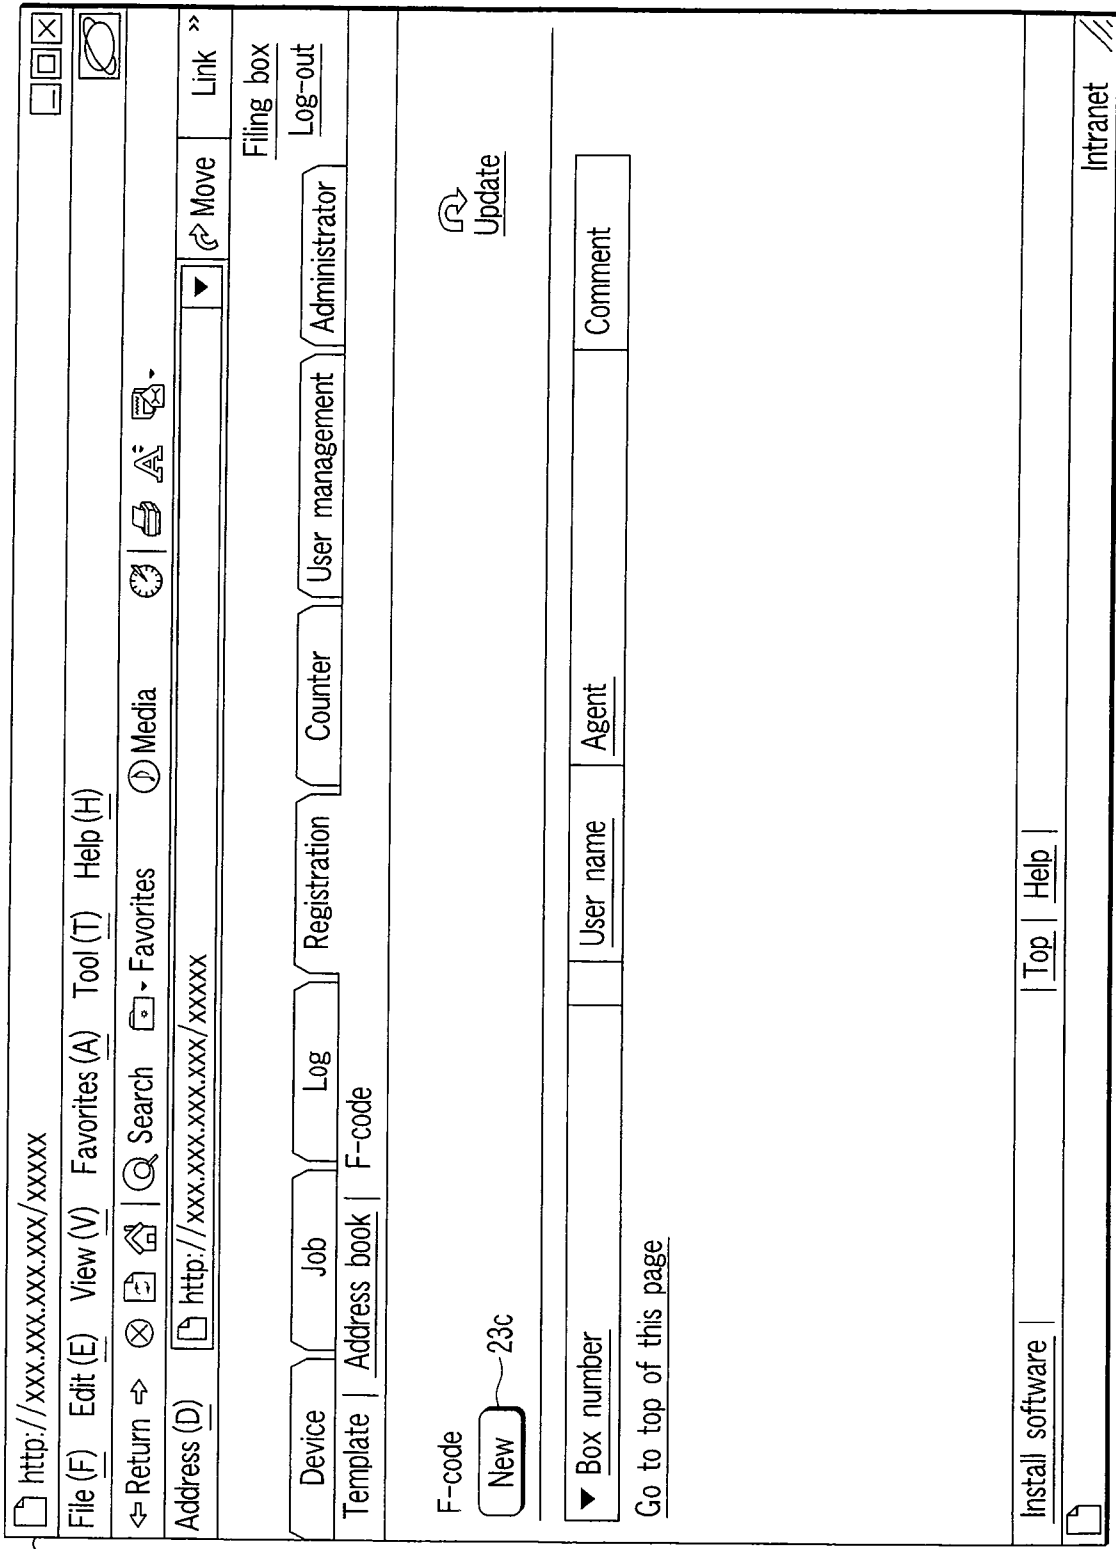 http://xxx.xxx.xxx.xxx/xxxxx
File (F) Edit (E) View (V) Favorites (A) Tool (T) Help (H)
Return Search Favorites Media
Address (D) http://xxx.xxx.xxx.xxx/xxxx Move Link »
Filing box
Log-out
Device Job Log Registration Counter User management Administrator
Template | Address book | F-code
F-code
New 23c Update
▼ Box number User name Agent Comment
Go to top of this page
Install software | | Top | Help |
Intranet